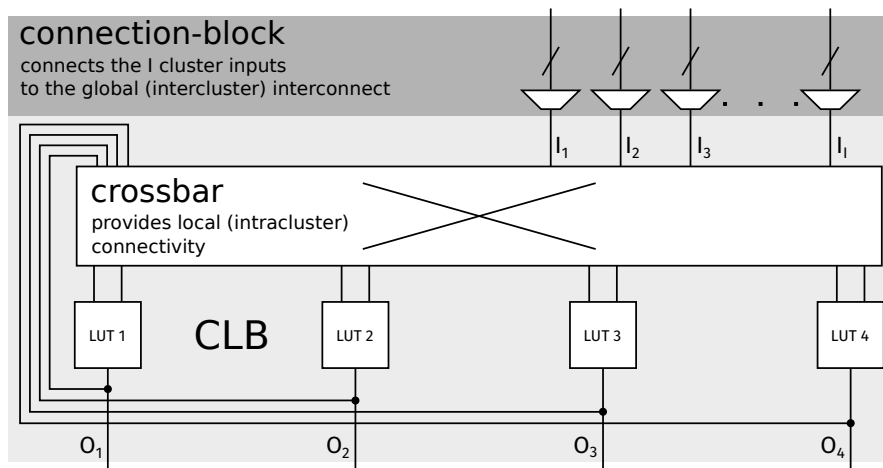 connection-block
connects the I cluster inputs
to the global (intercluster) interconnect
. . .
I₁ I₂ I₃ I_I
crossbar
provides local (intracluster)
connectivity
LUT 1 CLB LUT 2 LUT 3 LUT 4
O₁ O₂ O₃ O₄